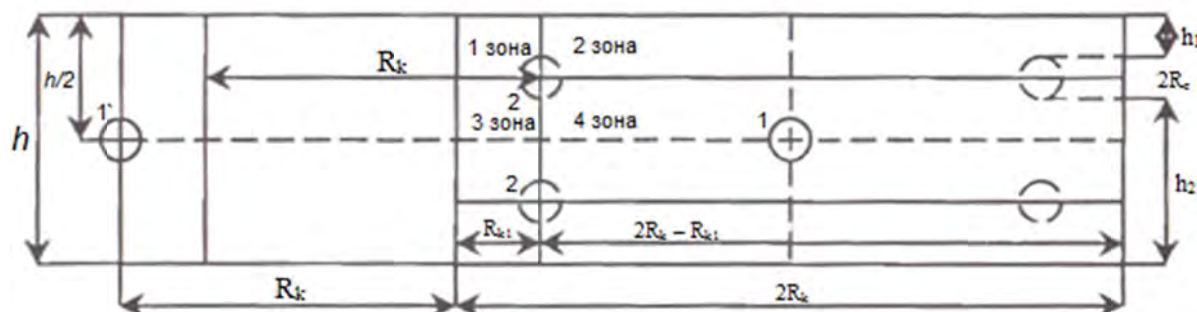 1 зона 2 зона
h₁
h/2
Rₖ
2R꜀
1`
2
3 зона 4 зона
1
h
h₂
2
Rₖ₁
2Rₖ – Rₖ₁
Rₖ
2Rₖ